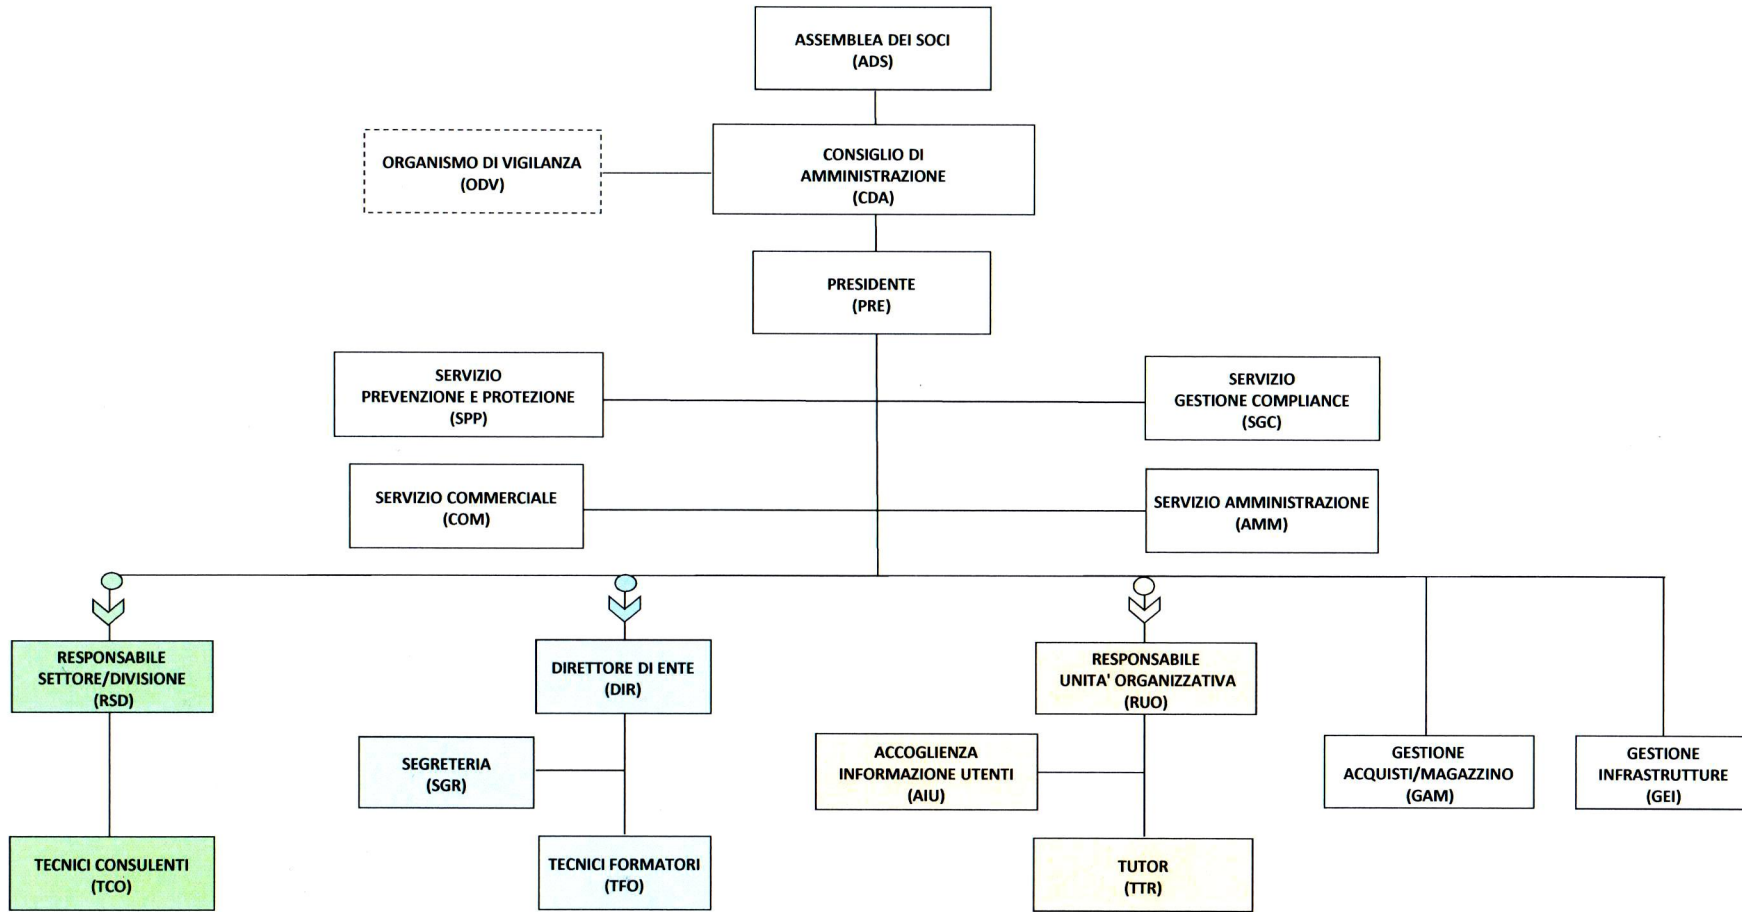 ASSEMBLEA DEI SOCI
(ADS)
ORGANISMO DI VIGILANZA
(ODV)
CONSIGLIO DI
AMMINISTRAZIONE
(CDA)
PRESIDENTE
(PRE)
SERVIZIO
PREVENZIONE E PROTEZIONE
(SPP)
SERVIZIO
GESTIONE COMPLIANCE
(SGC)
SERVIZIO COMMERCIALE
(COM)
SERVIZIO AMMINISTRAZIONE
(AMM)
RESPONSABILE
SETTORE/DIVISIONE
(RSD)
DIRETTORE DI ENTE
(DIR)
RESPONSABILE
UNITA' ORGANIZZATIVA
(RUO)
SEGRETERIA
(SGR)
ACCOGLIENZA
INFORMAZIONE UTENTI
(AIU)
GESTIONE
ACQUISTI/MAGAZZINO
(GAM)
GESTIONE
INFRASTRUTTURE
(GEI)
TECNICI CONSULENTI
(TCO)
TECNICI FORMATORI
(TFO)
TUTOR
(TTR)